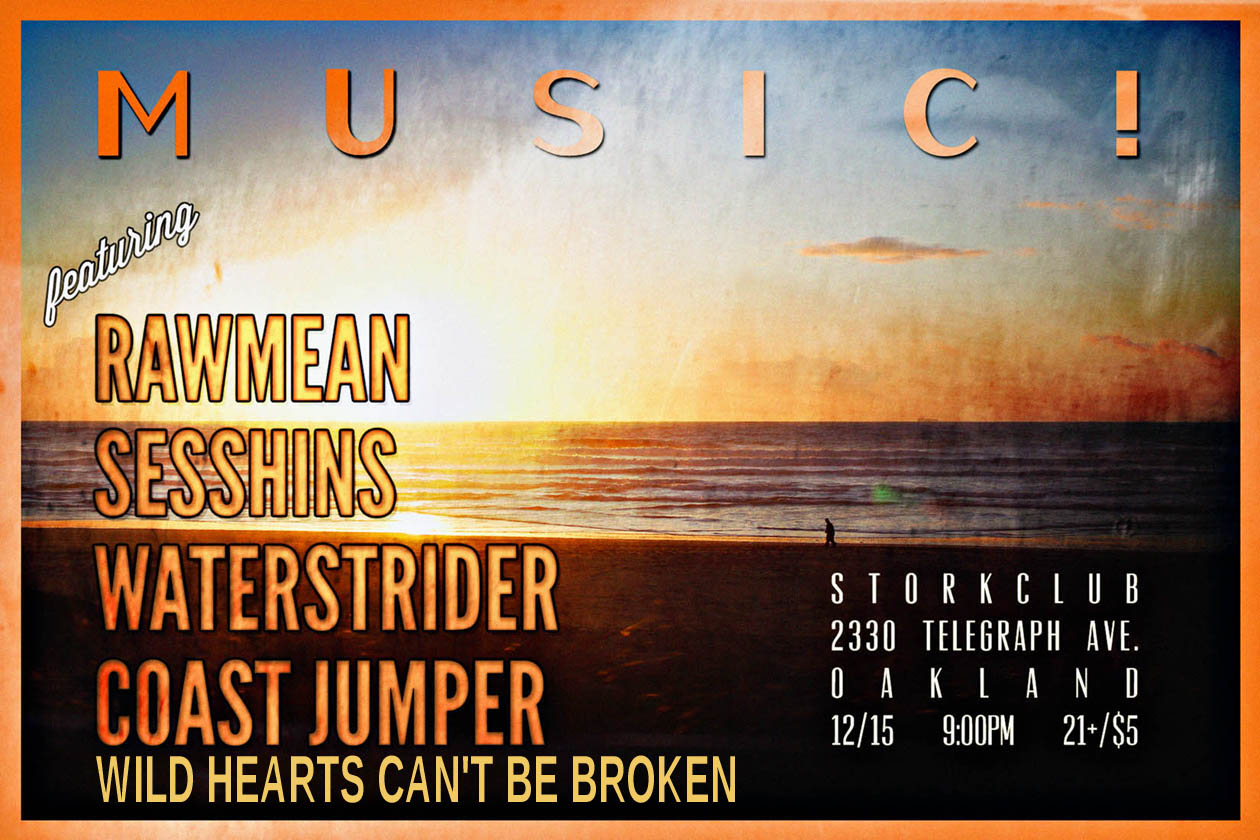 MUSIC!
featuring
RAWMEAN
SESSHINS
WATERSTRIDER
COAST JUMPER
WILD HEARTS CAN'T BE BROKEN
STORKCLUB
2330 TELEGRAPH AVE.
OAKLAND
12/15 9:00PM 21+/$5